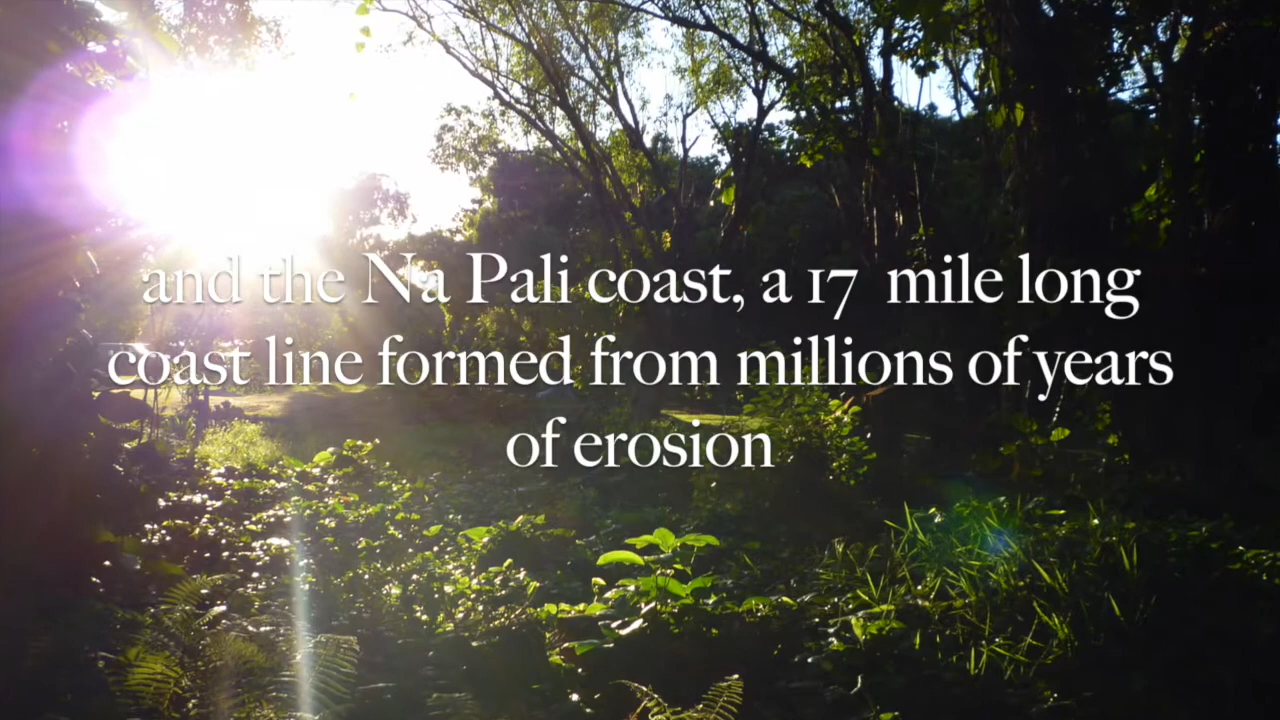 and the Na Pali coast, a 17  mile long
coast line formed from millions of years
of erosion